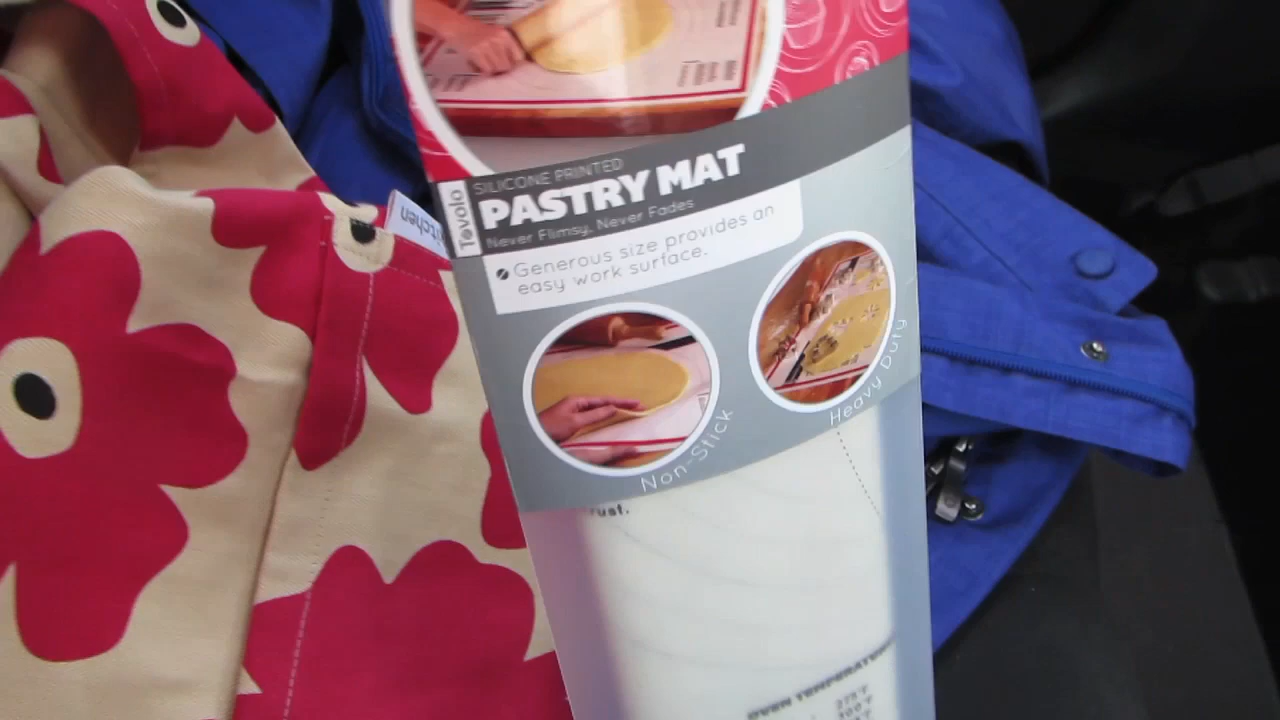 SILICONE PRINTED
Tovolo
PASTRY MAT
Never Flimsy, Never Fades
Generous size provides an
easy work surface.
Non-Stick
Heavy Duty
OVEN TEMPERATURE